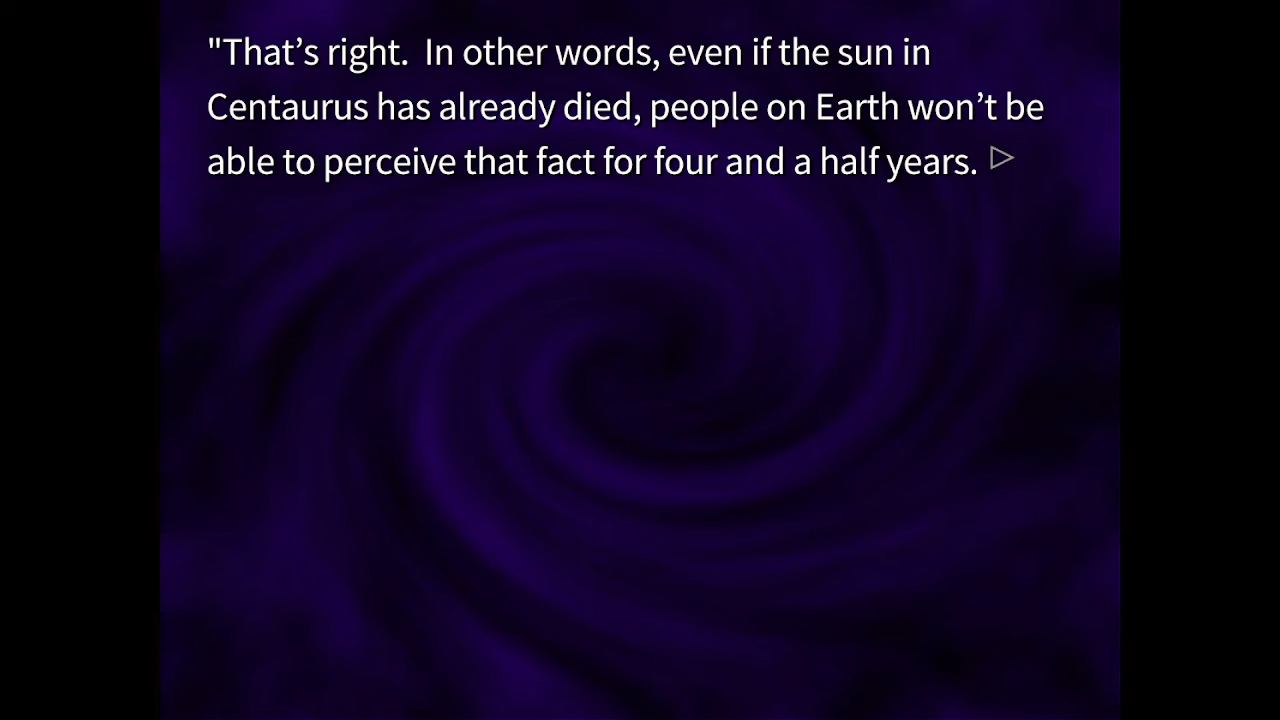 "That’s right.  In other words, even if the sun in
Centaurus has already died, people on Earth won’t be
able to perceive that fact for four and a half years.